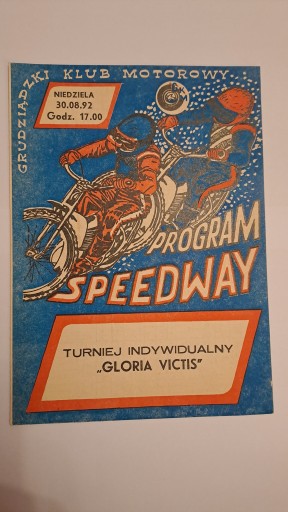 GRUDZIĄDZKI KLUB MOTOROWY
NIEDZIELA
30.08.92
Godz. 17.00
PROGRAM
SPEEDWAY
TURNIEJ INDYWIDUALNY
„GLORIA VICTIS”